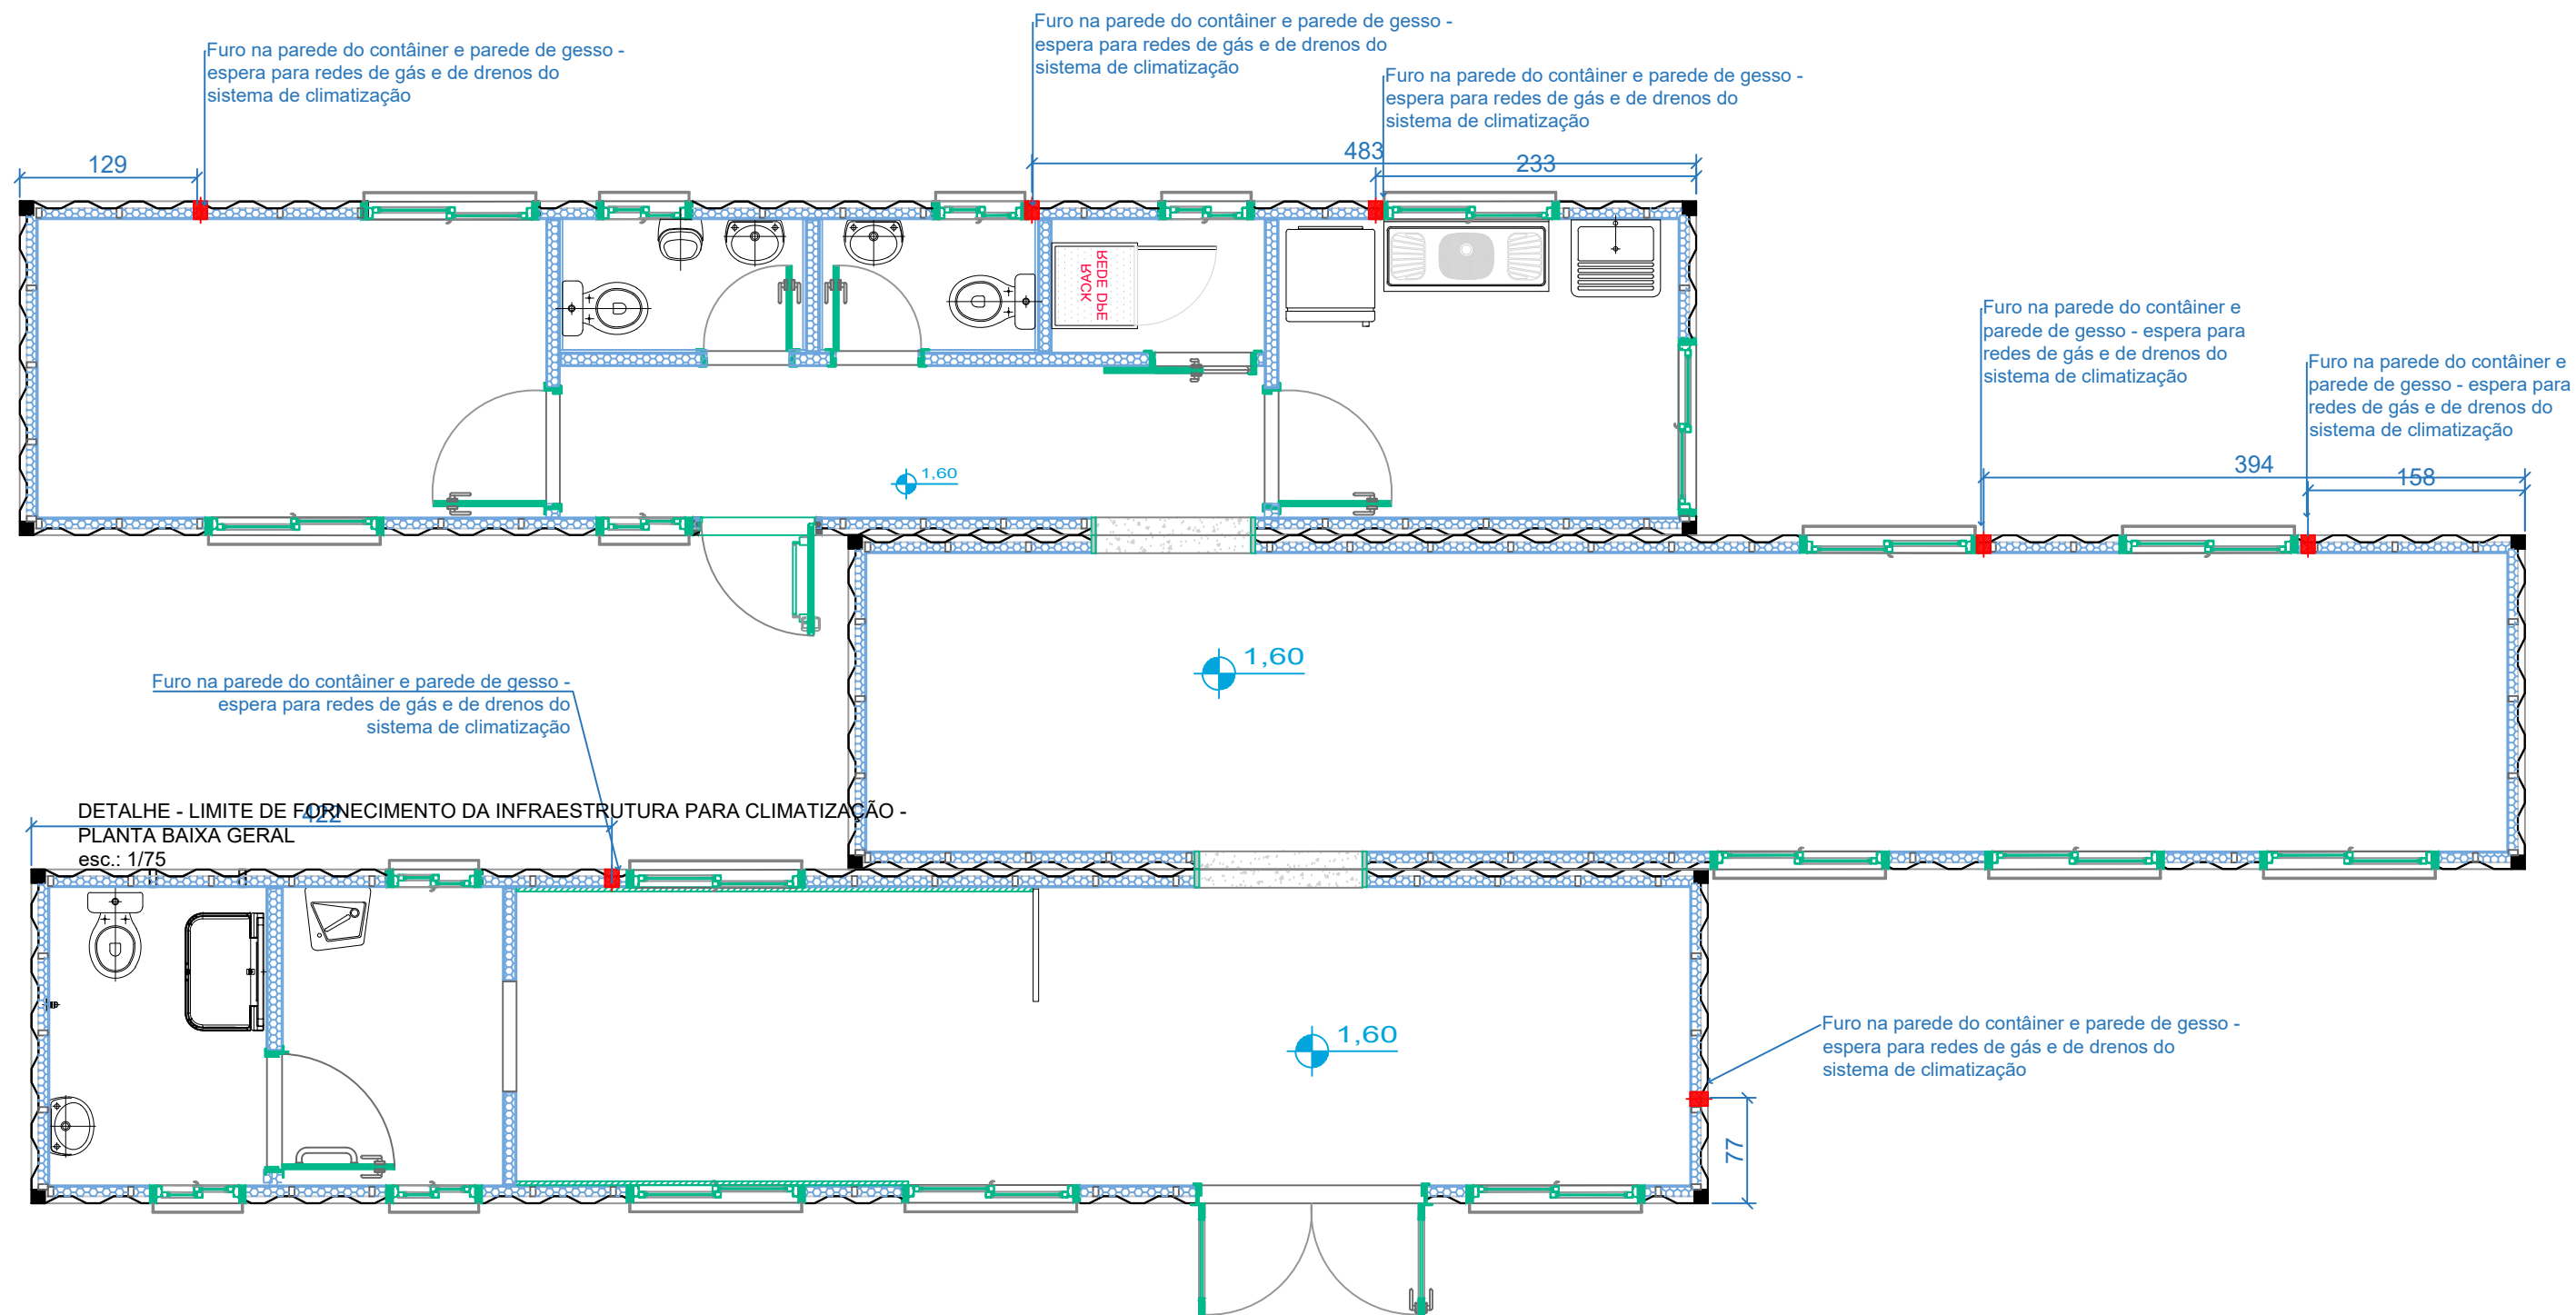 Furo na parede do contâiner e parede de gesso -
espera para redes de gás e de drenos do
sistema de climatização
Furo na parede do contâiner e parede de gesso -
espera para redes de gás e de drenos do
sistema de climatização
Furo na parede do contâiner e parede de gesso -
espera para redes de gás e de drenos do
sistema de climatização
129
483
233
REDE DPE
RACK
Furo na parede do contâiner e
parede de gesso - espera para
redes de gás e de drenos do
sistema de climatização
Furo na parede do contâiner e
parede de gesso - espera para
redes de gás e de drenos do
sistema de climatização
394
158
1,60
1,60
Furo na parede do contâiner e parede de gesso -
espera para redes de gás e de drenos do
sistema de climatização
422
DETALHE - LIMITE DE FORNECIMENTO DA INFRAESTRUTURA PARA CLIMATIZAÇÃO -
PLANTA BAIXA GERAL
esc.: 1/75
1,60
Furo na parede do contâiner e parede de gesso -
espera para redes de gás e de drenos do
sistema de climatização
77